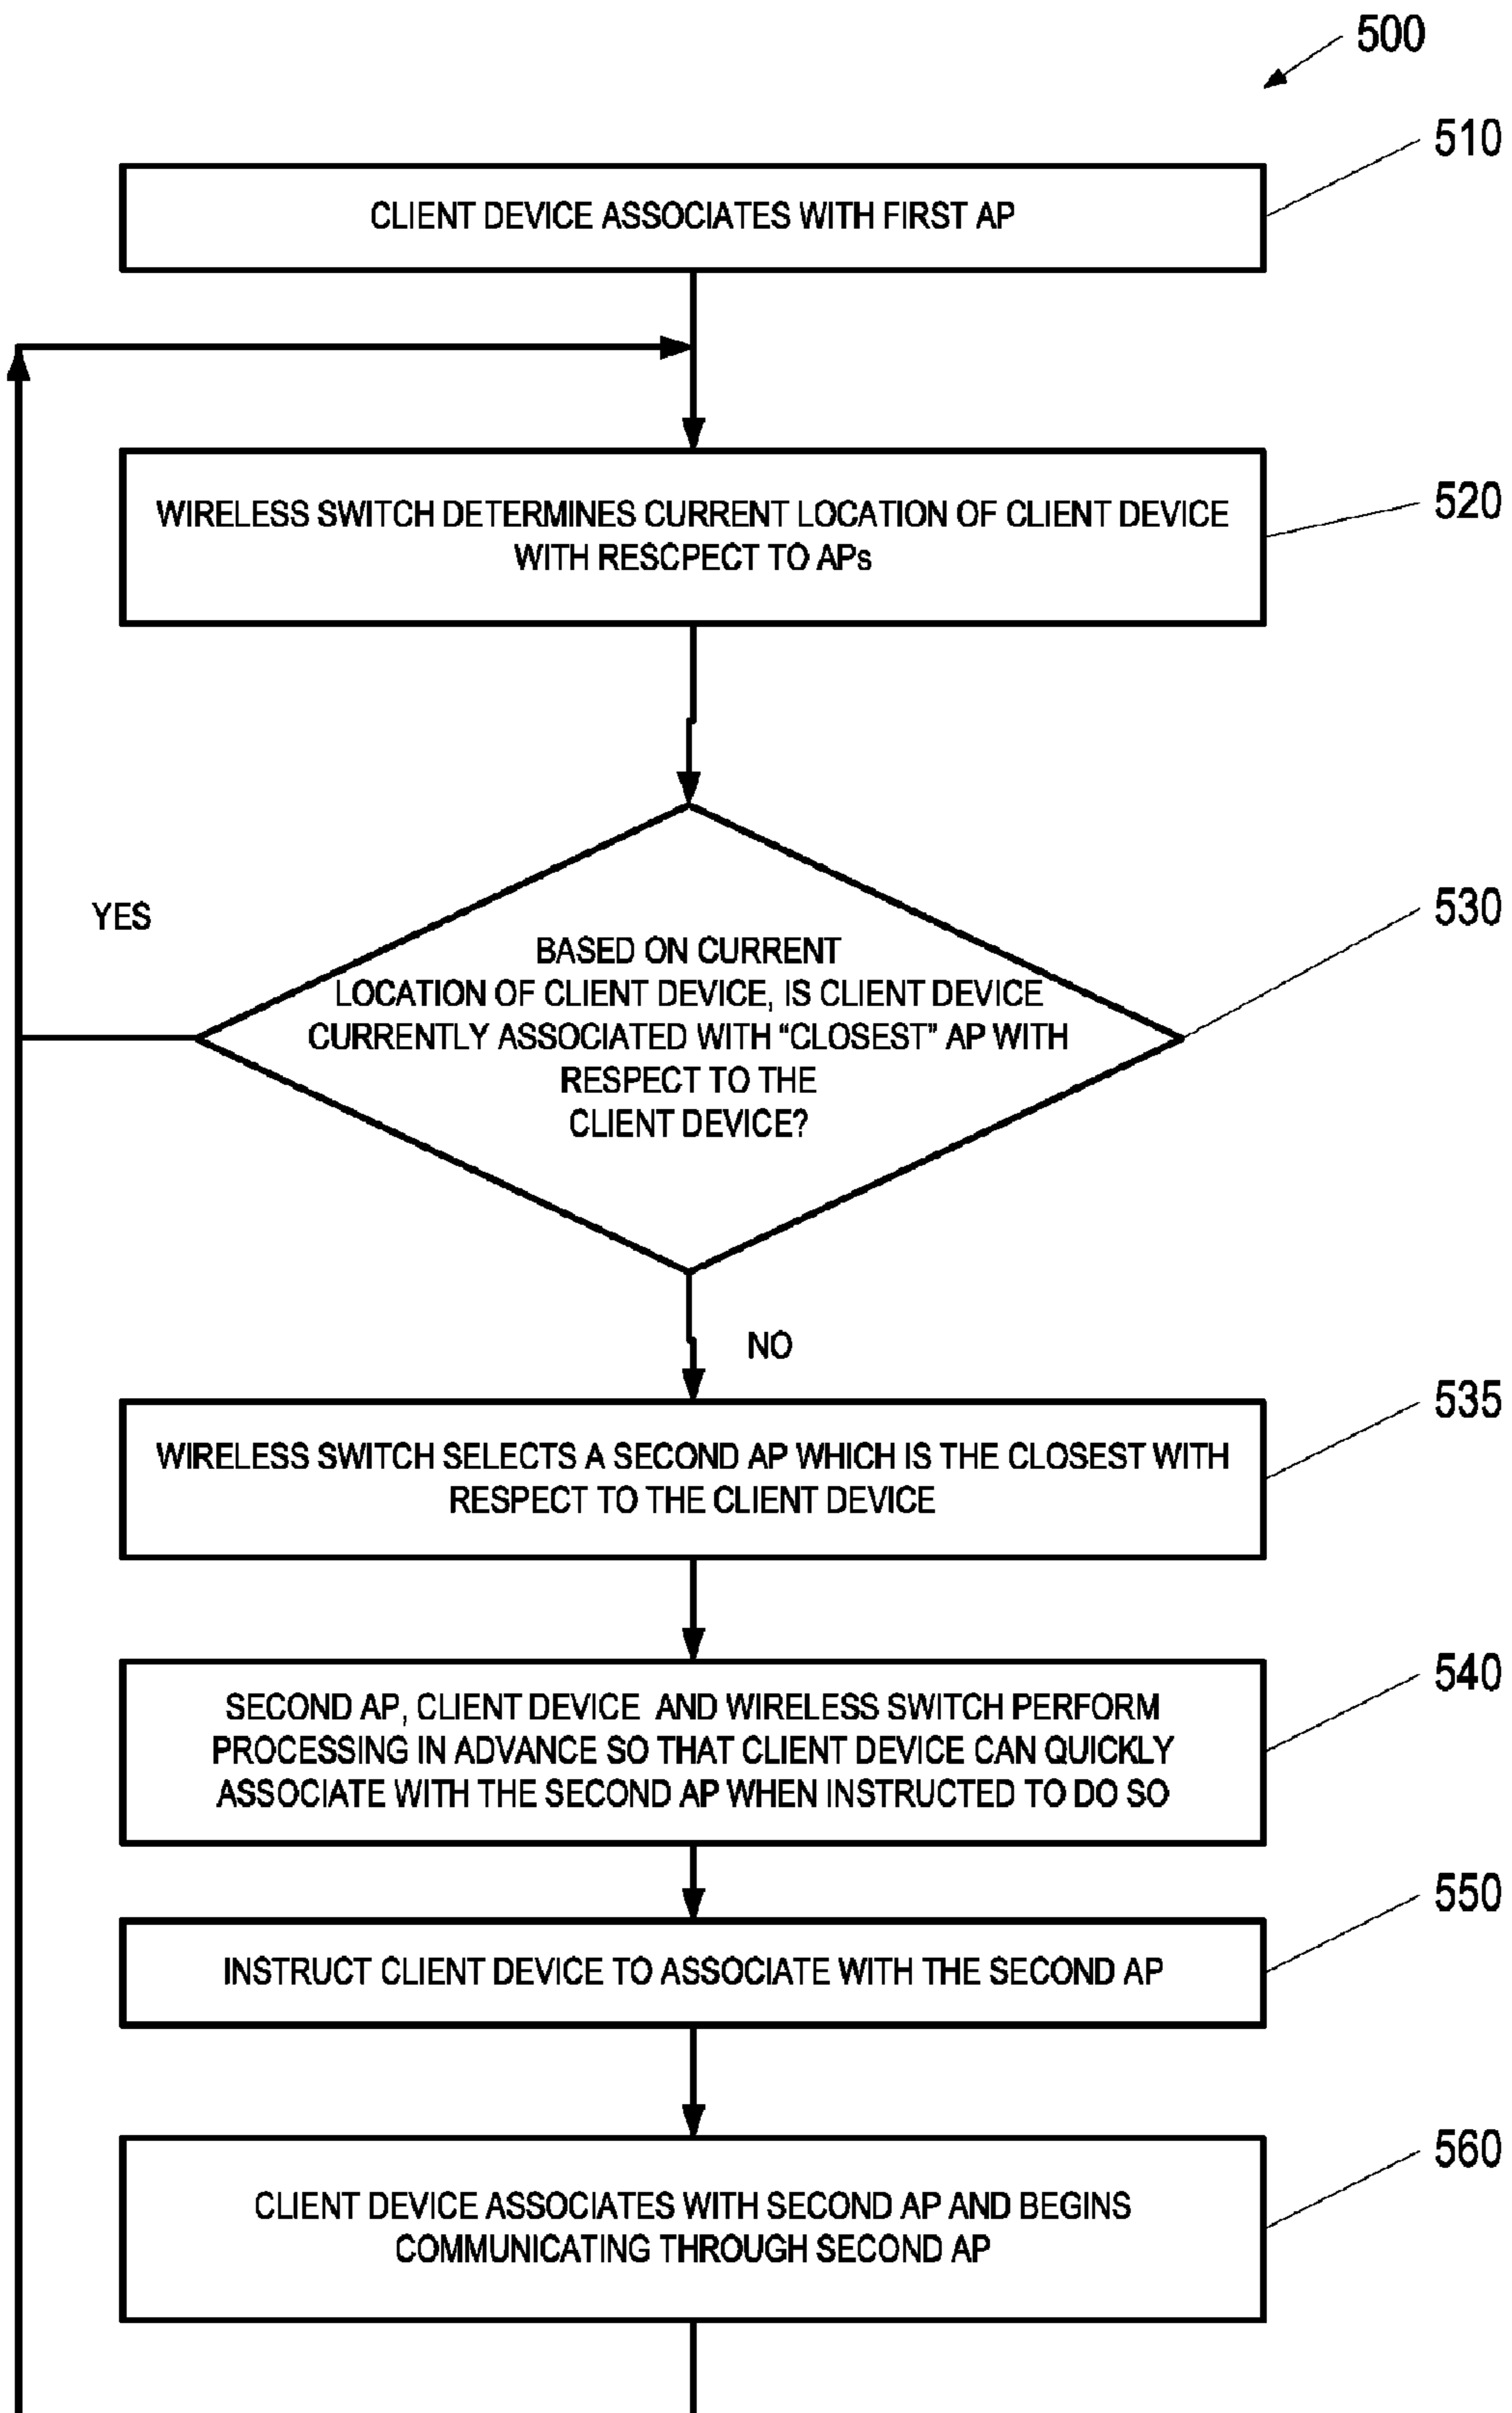 500
510
CLIENT DEVICE ASSOCIATES WITH FIRST AP
520
WIRELESS SWITCH DETERMINES CURRENT LOCATION OF CLIENT DEVICE
WITH RESCPECT TO APs
530
YES
BASED ON CURRENT
LOCATION OF CLIENT DEVICE, IS CLIENT DEVICE
CURRENTLY ASSOCIATED WITH “CLOSEST” AP WITH
RESPECT TO THE
CLIENT DEVICE?
NO
535
WIRELESS SWITCH SELECTS A SECOND AP WHICH IS THE CLOSEST WITH
RESPECT TO THE CLIENT DEVICE
540
SECOND AP, CLIENT DEVICE AND WIRELESS SWITCH PERFORM
PROCESSING IN ADVANCE SO THAT CLIENT DEVICE CAN QUICKLY
ASSOCIATE WITH THE SECOND AP WHEN INSTRUCTED TO DO SO
550
INSTRUCT CLIENT DEVICE TO ASSOCIATE WITH THE SECOND AP
560
CLIENT DEVICE ASSOCIATES WITH SECOND AP AND BEGINS
COMMUNICATING THROUGH SECOND AP